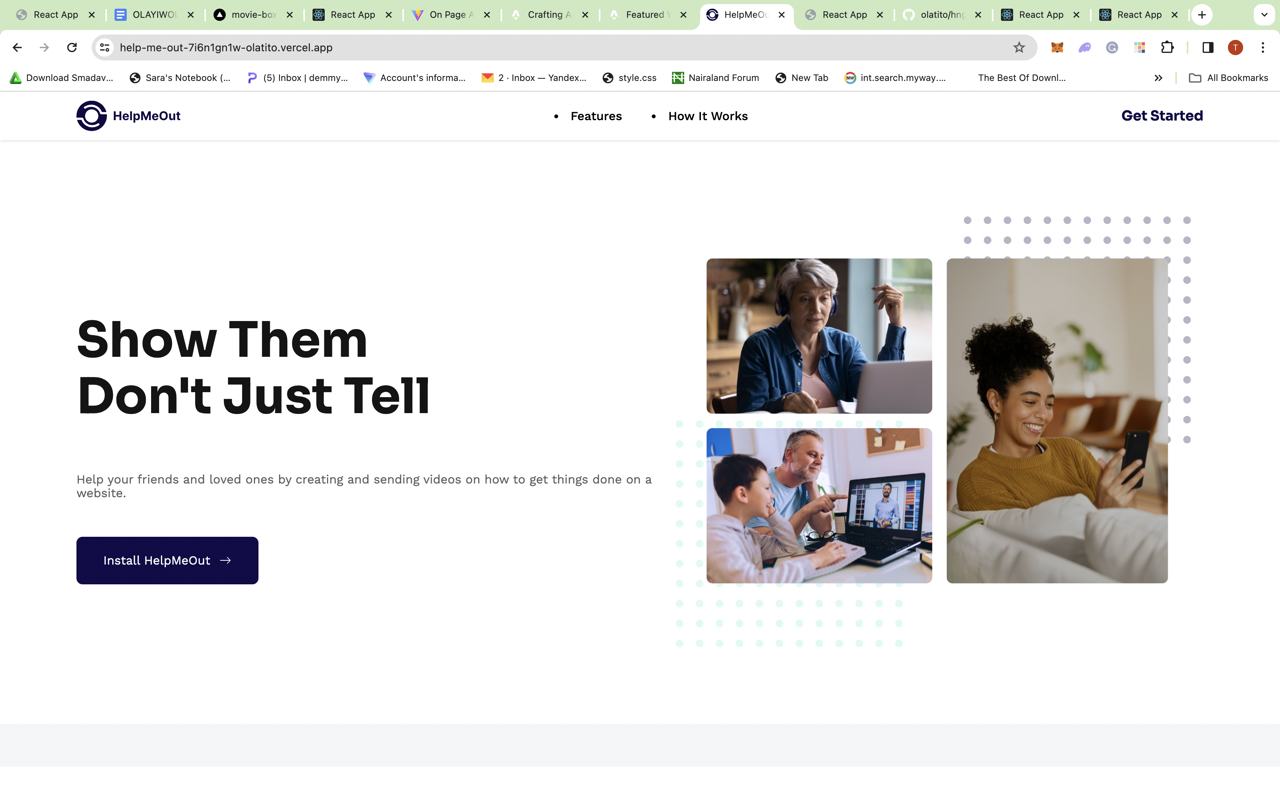 React App
OLAYIWO
movie-box
React App
On Page A
Crafting A
Featured
HelpMeOu
React App
olatito/hng
React App
React App
help-me-out-7i6n1gn1w-olatito.vercel.app
T
Download Smadav...
Sara's Notebook (...
(5) Inbox | demmy...
Account's informa...
2 · Inbox — Yandex...
style.css
Nairaland Forum
New Tab
int.search.myway....
The Best Of Downl...
»
All Bookmarks
HelpMeOut
• Features
• How It Works
Get Started
Show Them
Don't Just Tell
Help your friends and loved ones by creating and sending videos on how to get things done on a
website.
Install HelpMeOut →